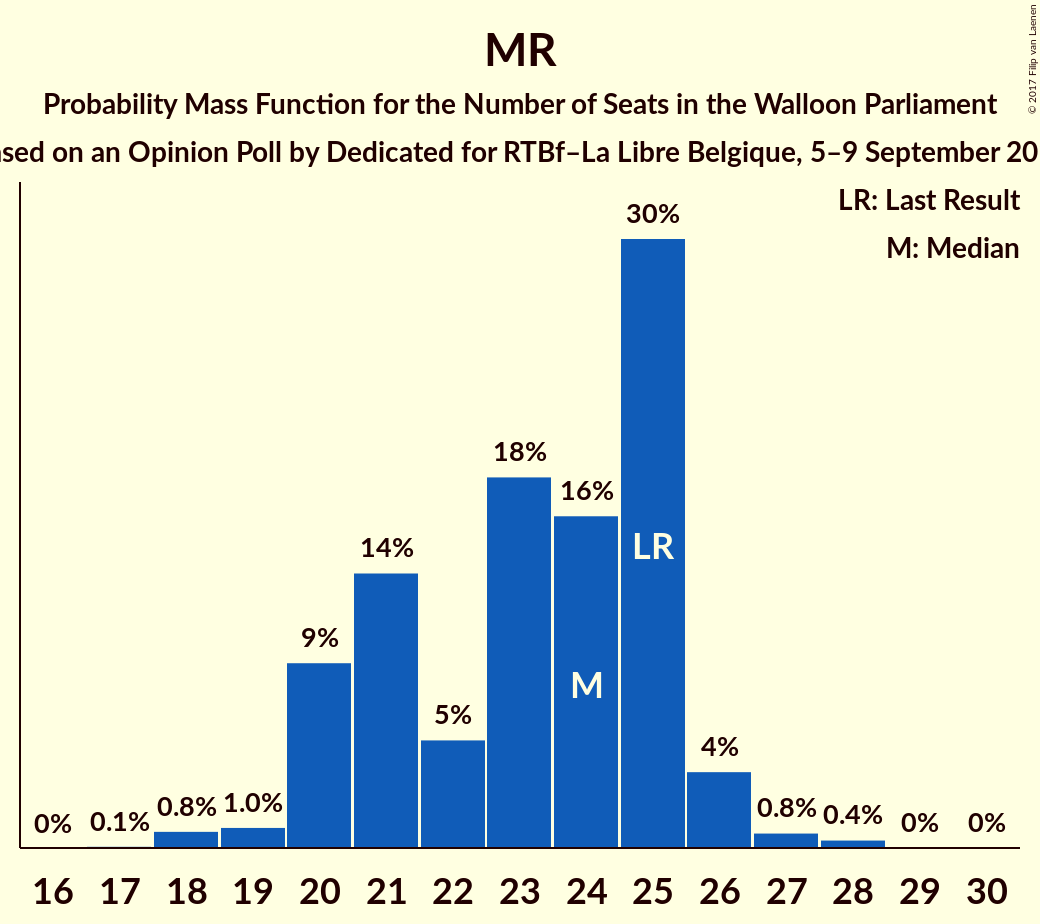 MR
Probability Mass Function for the Number of Seats in the Walloon Parliament
on an Opinion Poll by Dedicated for RTBf–La Libre Belgique, 5–9 September
© 2017 Filip van Laenen
LR: Last Result
M: Median
30%
18%
16%
14%
9%
5%
4%
0% 0.1% 0.8% 1.0% 0.8% 0.4% 0% 0%
LR
M
16 17 18 19 20 21 22 23 24 25 26 27 28 29 30